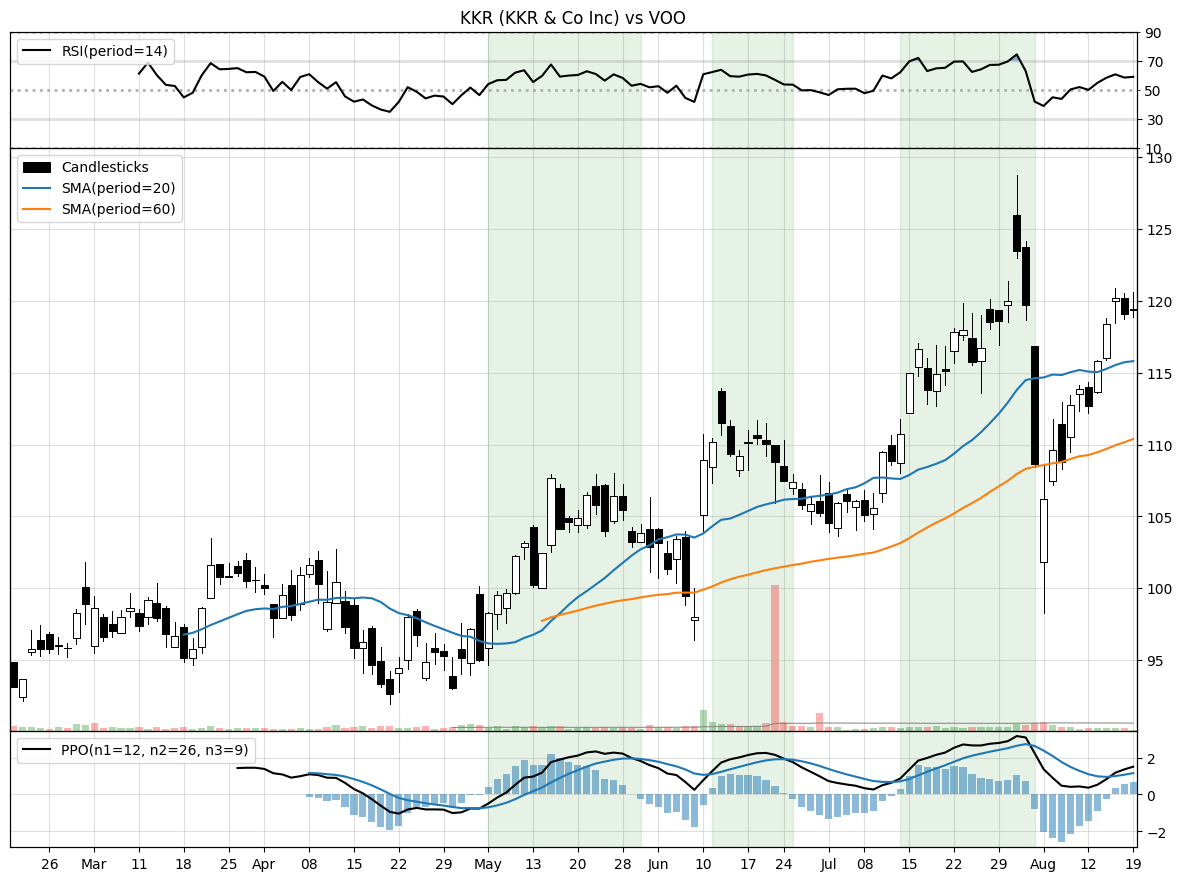 KKR (KKR & Co Inc) vs VOO
RSI(period=14)
90
70
50
30
10
Candlesticks
SMA(period=20)
SMA(period=60)
130
125
120
115
110
105
100
95
PPO(n1=12, n2=26, n3=9)
2
0
−2
26 Mar 11 18 25 Apr 08 15 22 29 May 13 20 28 Jun 10 17 24 Jul 08 15 22 29 Aug 12 19